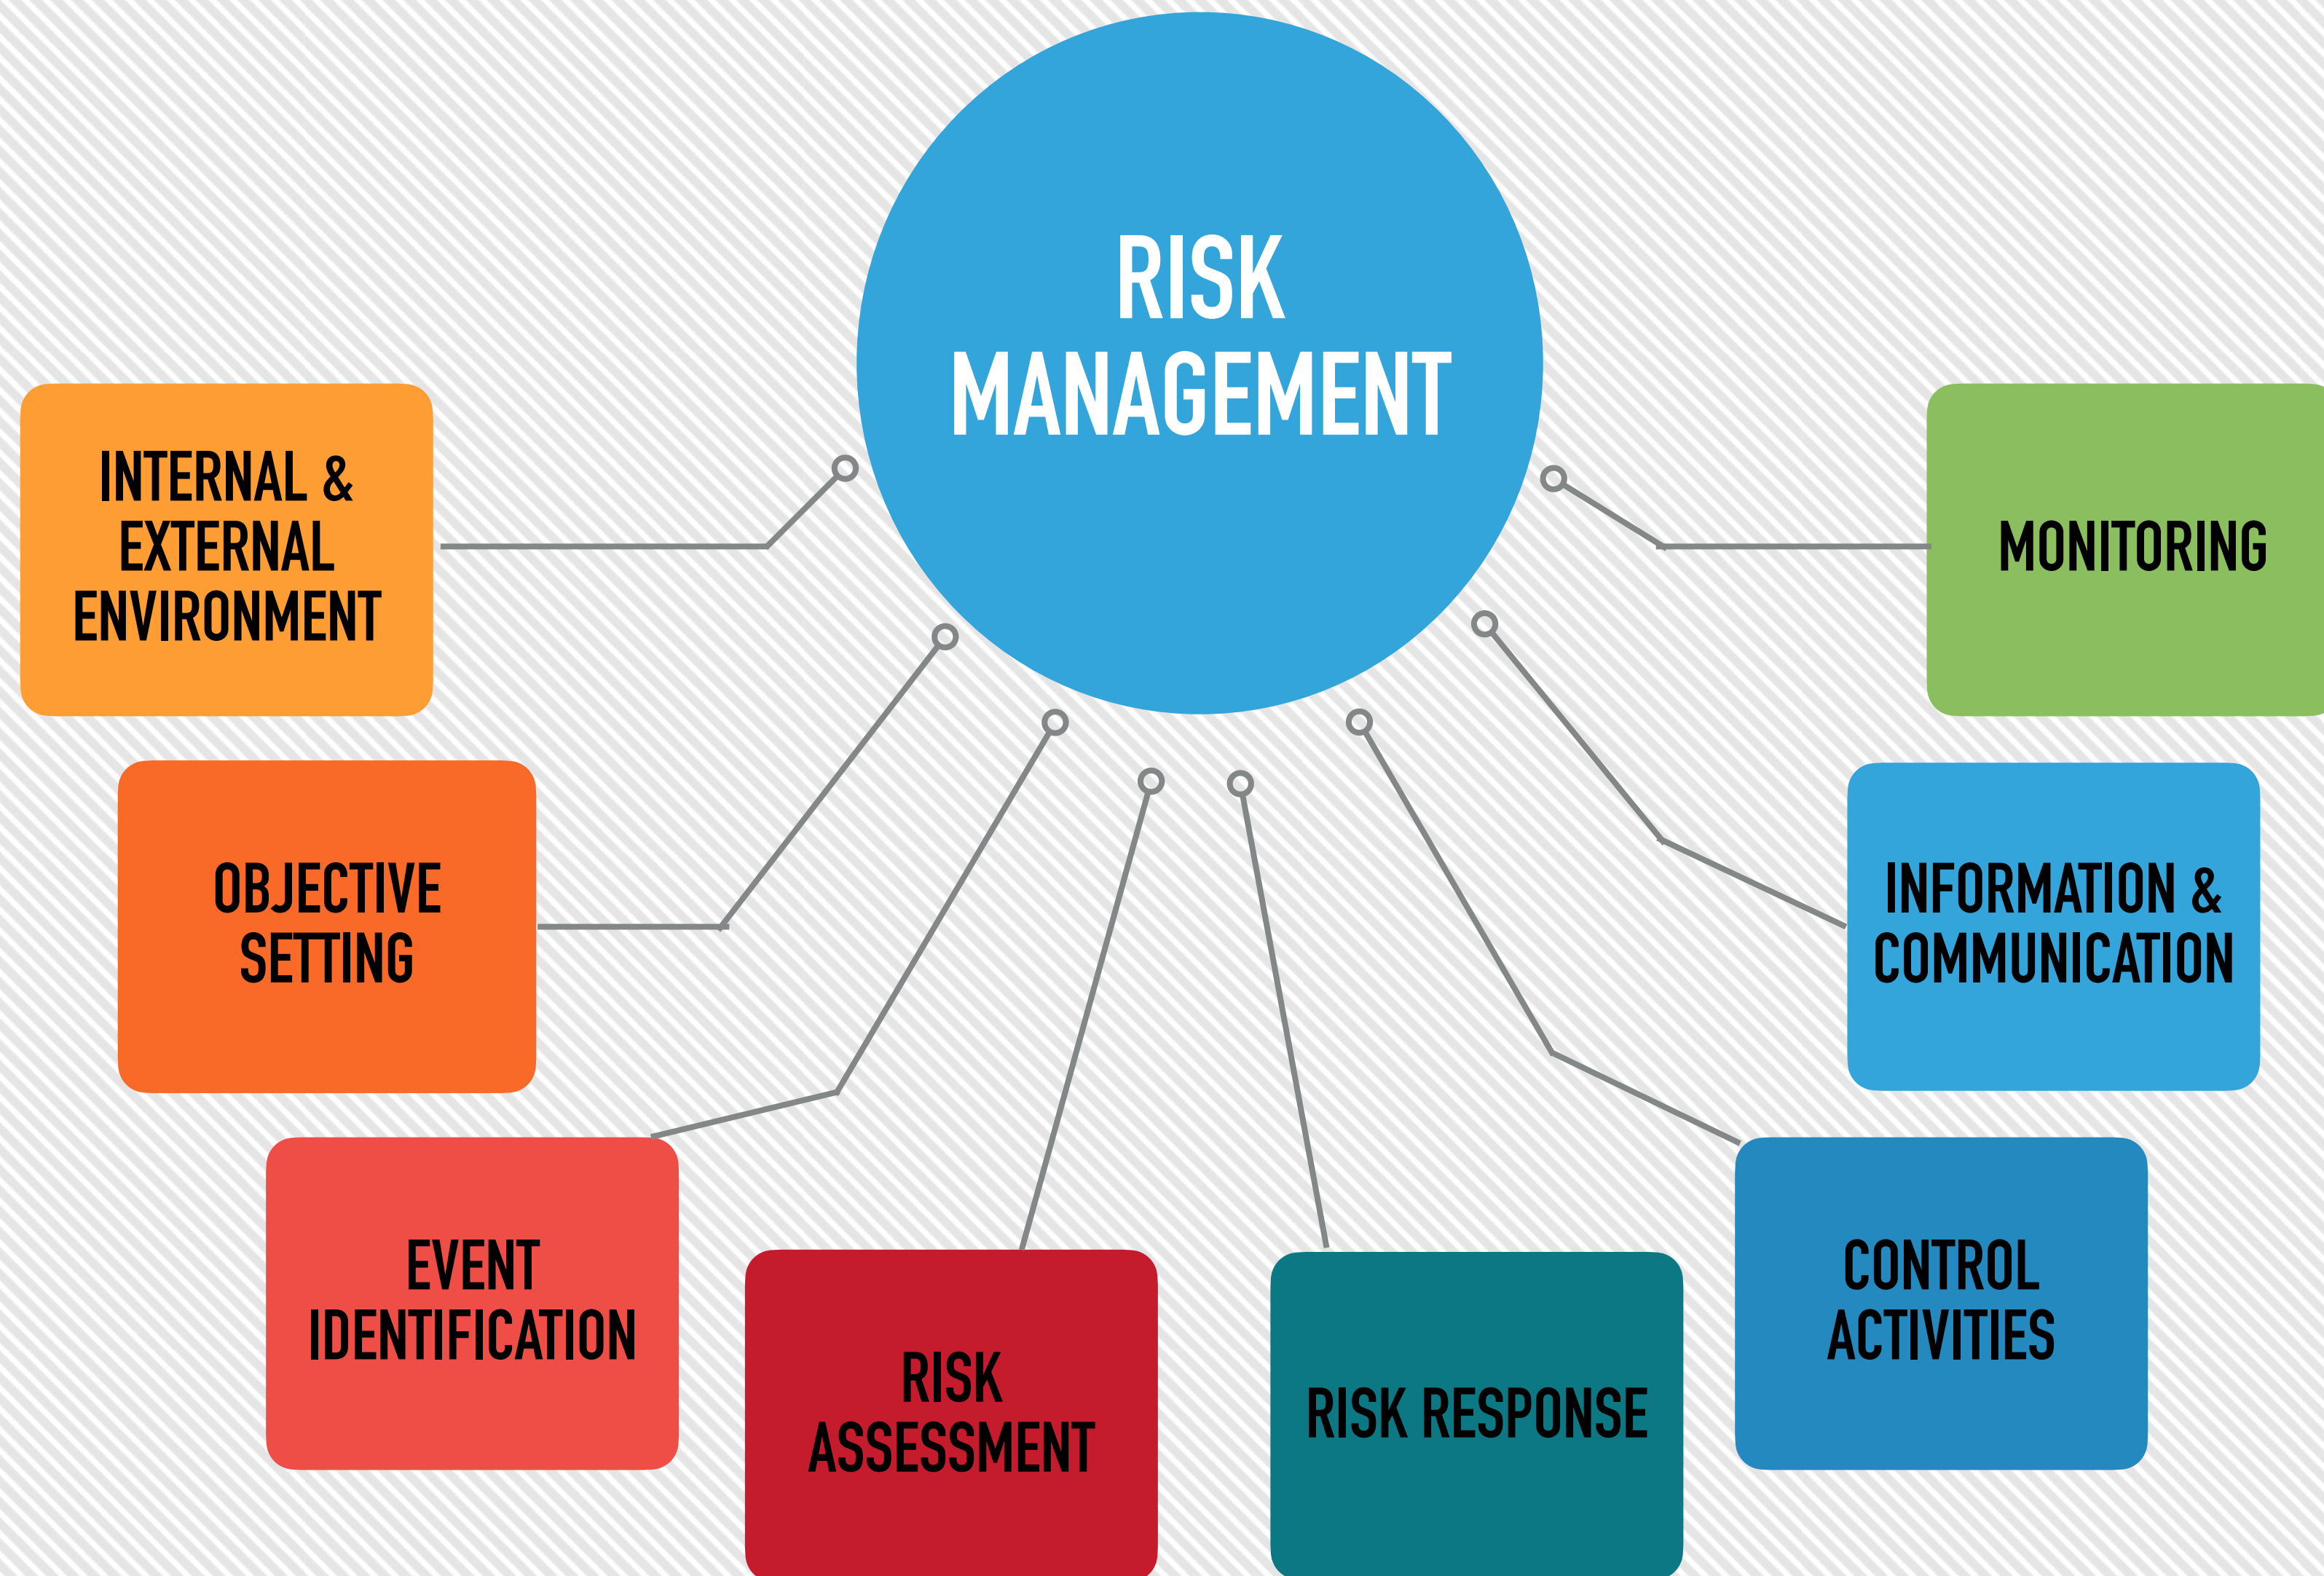 RISK
MANAGEMENT
INTERNAL &
EXTERNAL
ENVIRONMENT
OBJECTIVE
SETTING
EVENT
IDENTIFICATION
RISK
ASSESSMENT
RISK RESPONSE
CONTROL
ACTIVITIES
INFORMATION &
COMMUNICATION
MONITORING